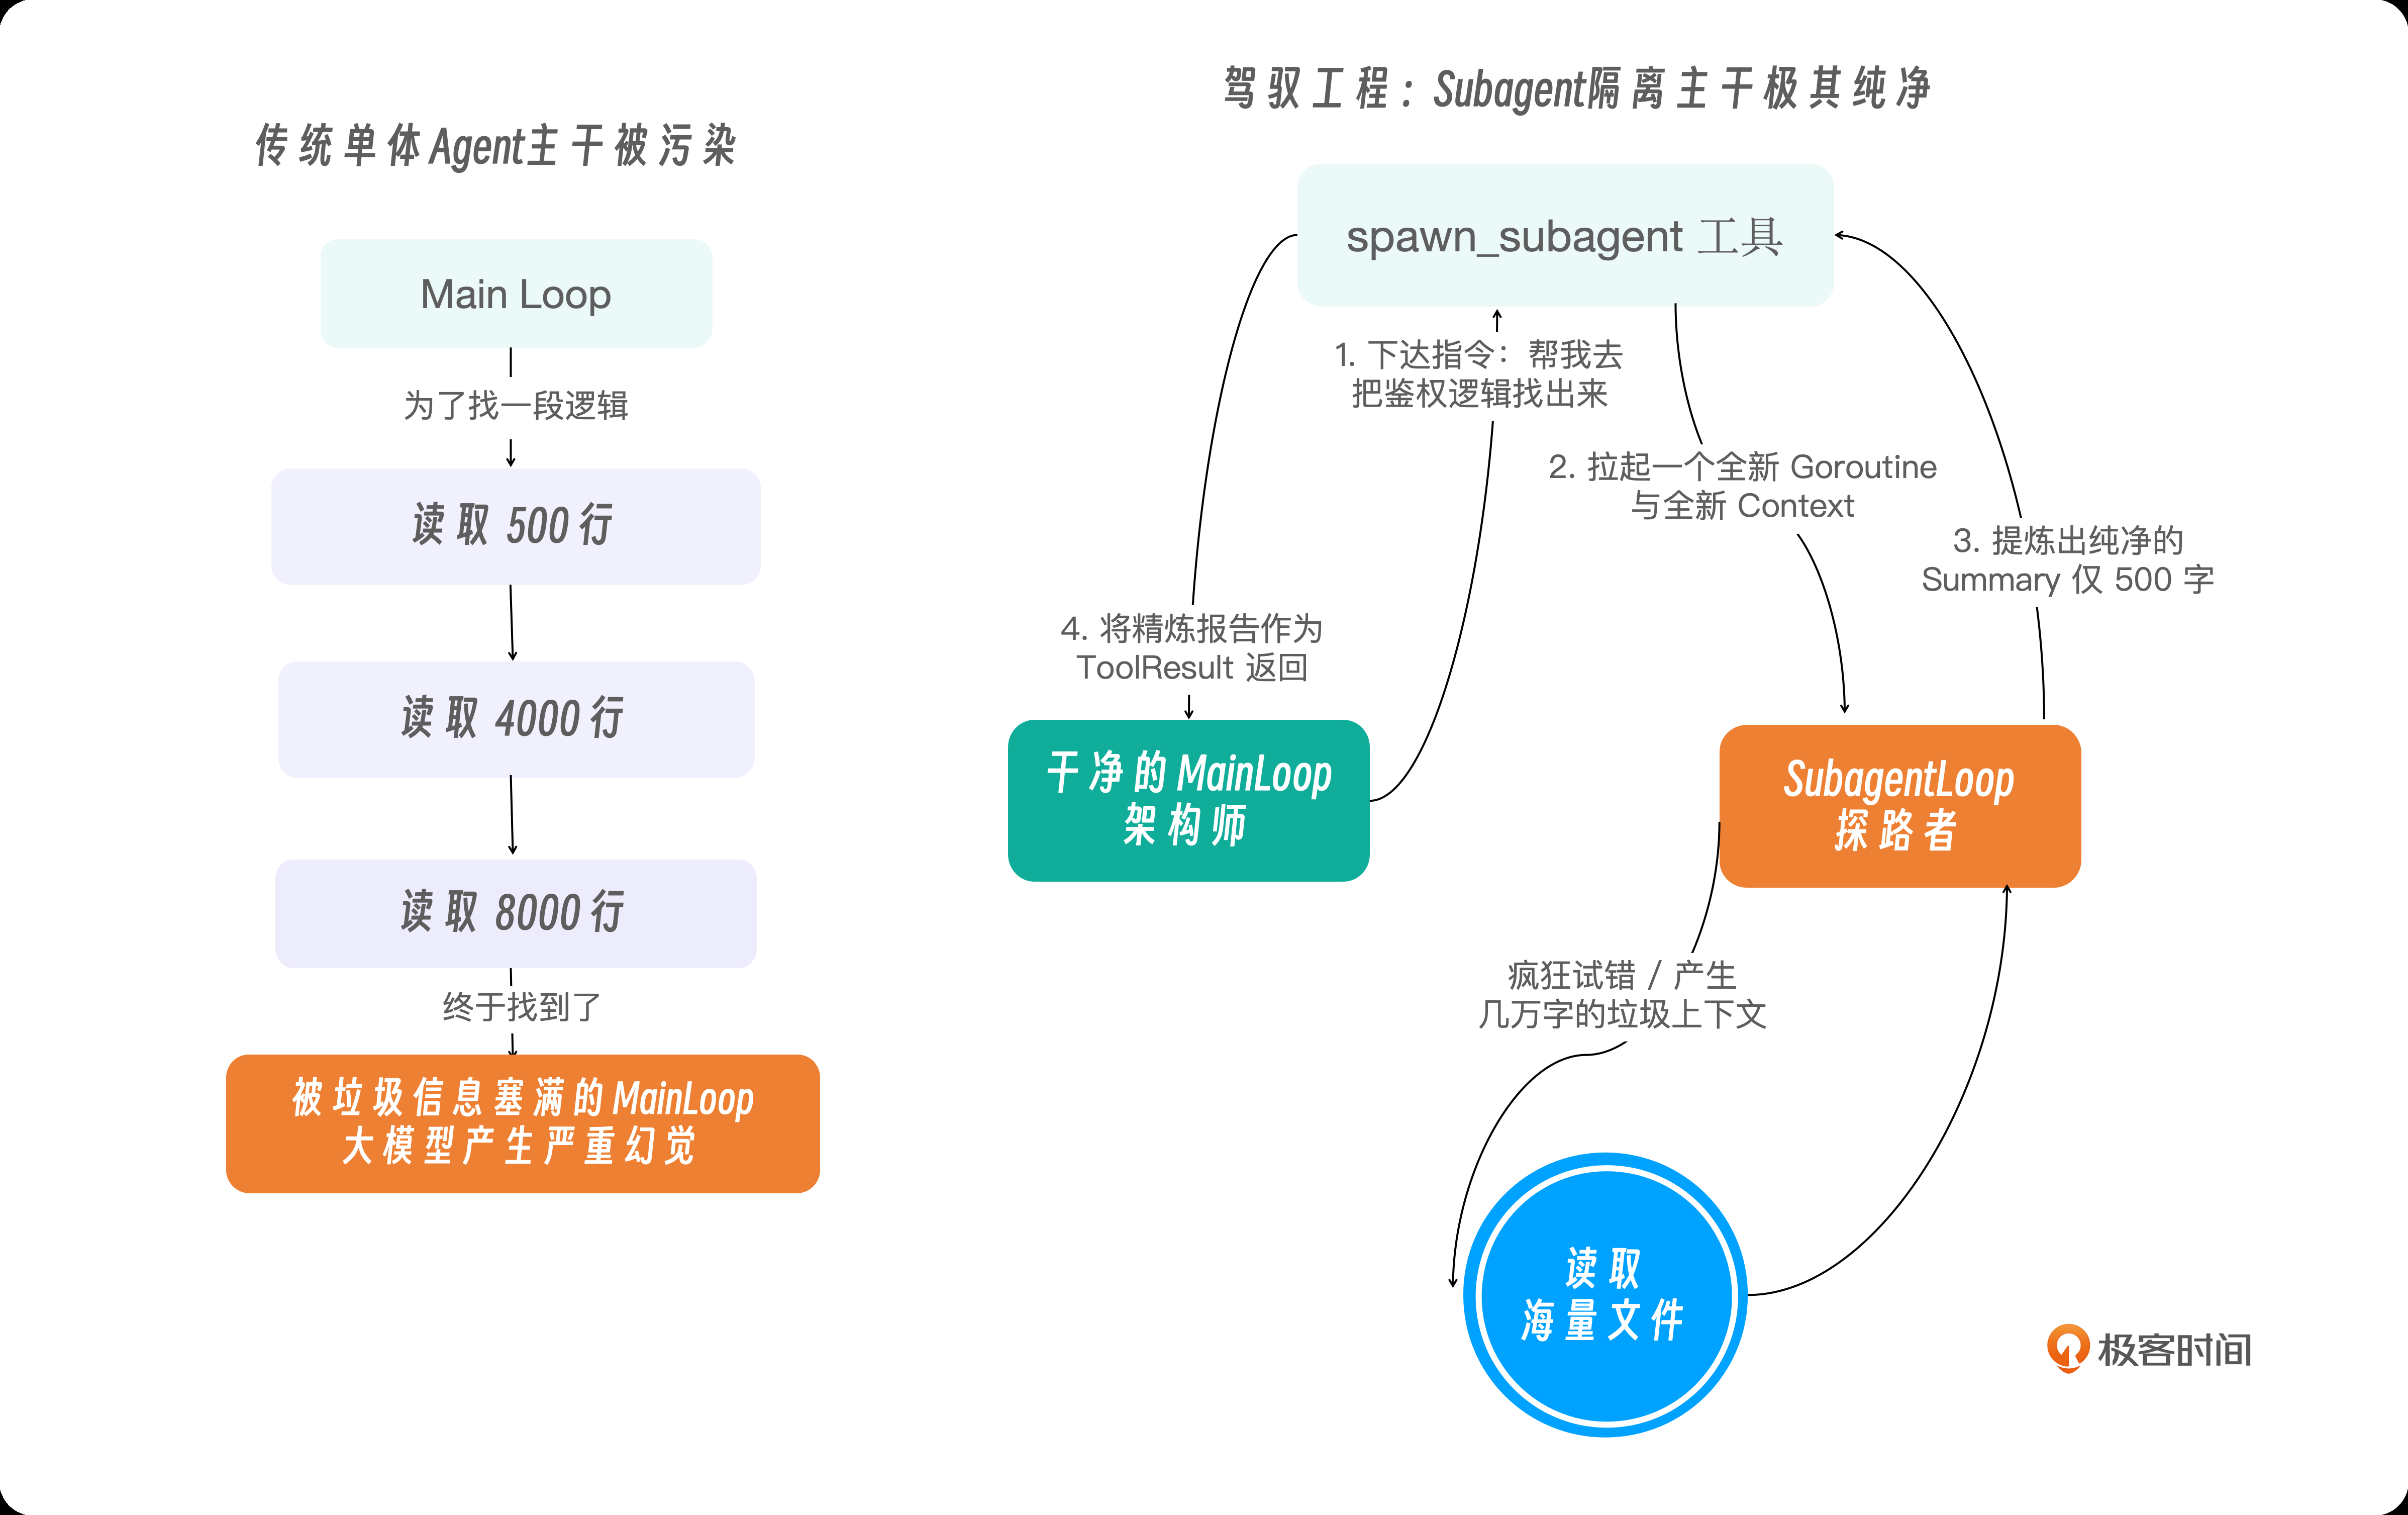 传统单体Agent主干被污染
Main Loop
为了找一段逻辑
读取 500 行
读取 4000 行
读取 8000 行
终于找到了
被垃圾信息塞满的MainLoop
大模型产生严重幻觉
驾驭工程：Subagent隔离主干极其纯净
spawn_subagent 工具
1. 下达指令：帮我去
把鉴权逻辑找出来
2. 拉起一个全新 Goroutine
与全新 Context
3. 提炼出纯净的
Summary 仅 500 字
4. 将精炼报告作为
ToolResult 返回
干净的MainLoop
架构师
SubagentLoop
探路者
疯狂试错 / 产生
几万字的垃圾上下文
读取
海量文件
极客时间